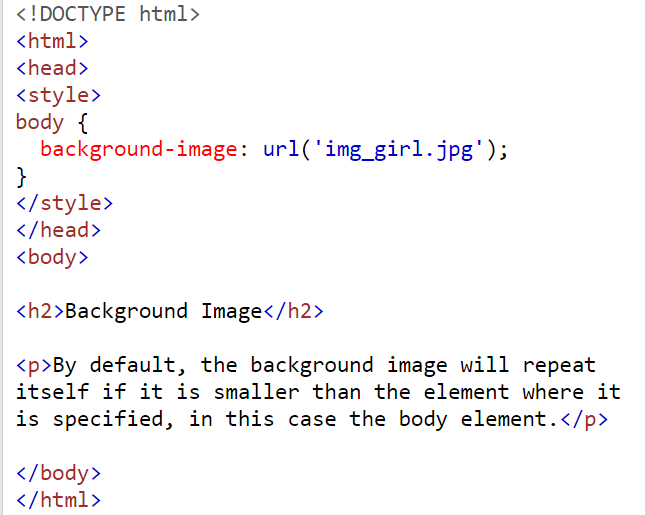 <!DOCTYPE html>
<html>
<head>
<style>
body {
  background-image: url('img_girl.jpg');
}
</style>
</head>
<body>

<h2>Background Image</h2>

<p>By default, the background image will repeat
itself if it is smaller than the element where it
is specified, in this case the body element.</p>

</body>
</html>